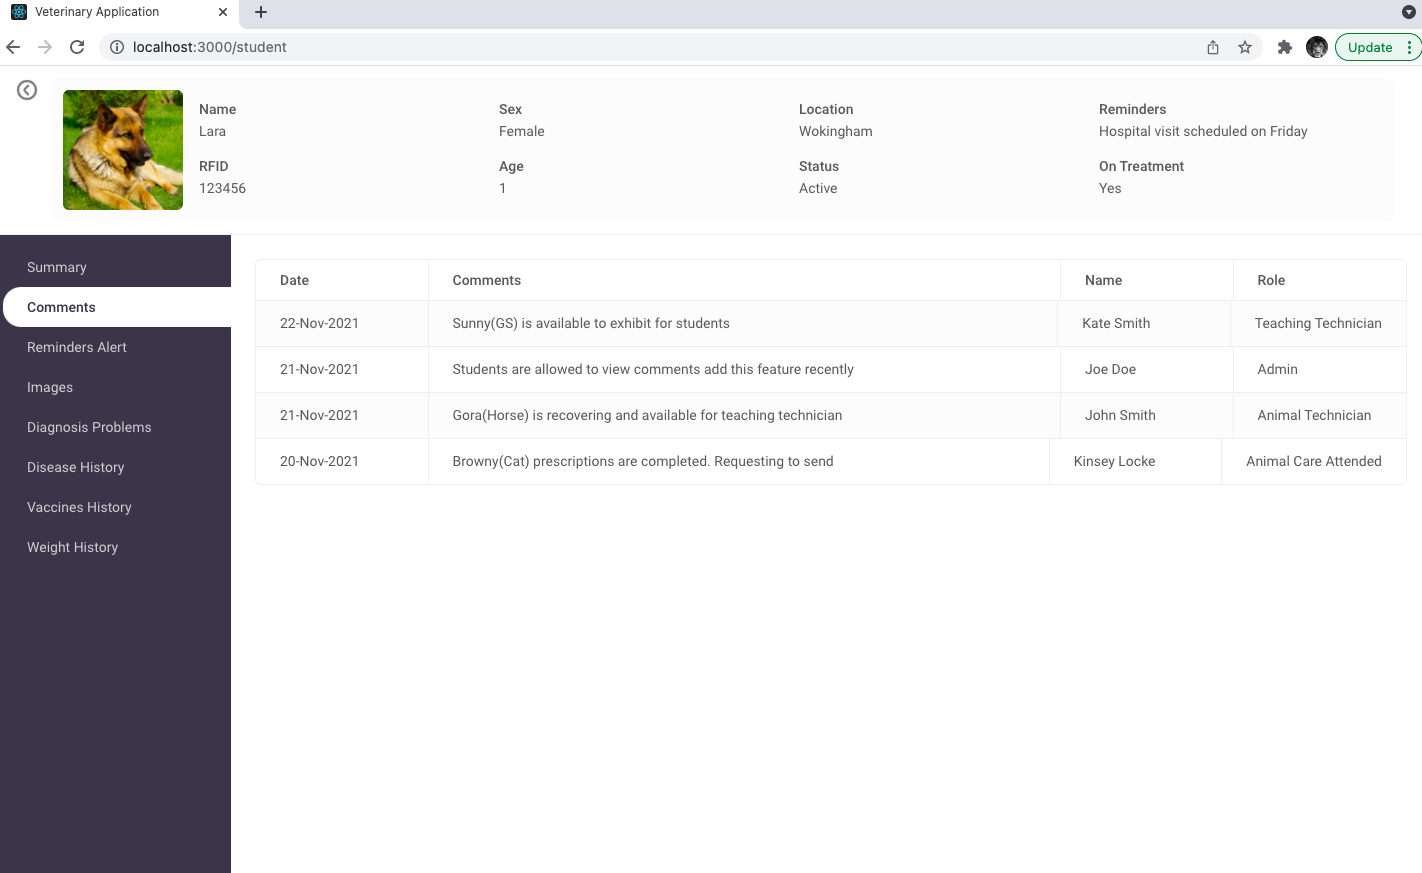 Veterinary Application
localhost:3000/student
Update
Name Sex Location Reminders
Lara Female Wokingham Hospital visit scheduled on Friday
RFID Age Status On Treatment
123456 1 Active Yes
Summary
Comments
Reminders Alert
Images
Diagnosis Problems
Disease History
Vaccines History
Weight History
Date Comments Name Role
22-Nov-2021 Sunny(GS) is available to exhibit for students Kate Smith Teaching Technician
21-Nov-2021 Students are allowed to view comments add this feature recently Joe Doe Admin
21-Nov-2021 Gora(Horse) is recovering and available for teaching technician John Smith Animal Technician
20-Nov-2021 Browny(Cat) prescriptions are completed. Requesting to send Kinsey Locke Animal Care Attended